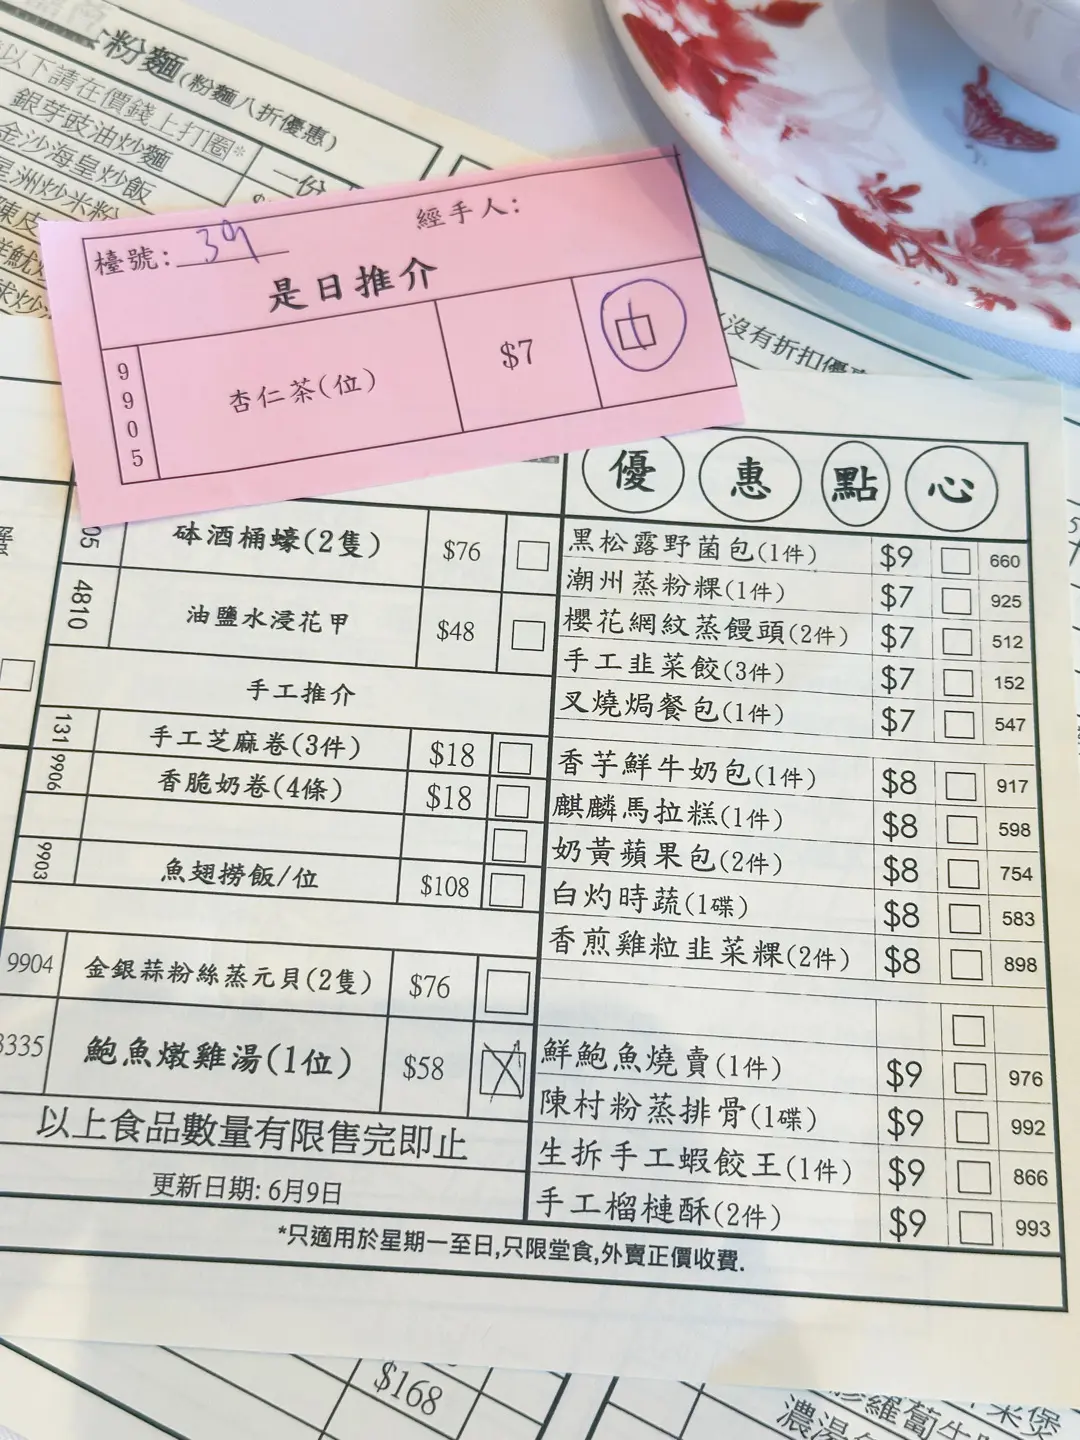 粉麵(粉麵八折優惠)
以下請在價錢上打圈*
銀芽豉油炒麵
一份
金沙海皇炒飯
星洲炒米粉
陳皮
檯號: 39 經手人:
是日推介
9905 杏仁茶(位) $7
沒有折扣優
優惠點心
05 砵酒桶蠔(2隻) $76
4810 油鹽水浸花甲 $48
手工推介
131 手工芝麻卷(3件) $18
9906 香脆奶卷(4條) $18
9903 魚翅撈飯/位 $108
9904 金銀蒜粉絲蒸元貝(2隻) $76
3335 鮑魚燉雞湯(1位) $58
以上食品數量有限售完即止
更新日期: 6月9日
黑松露野菌包(1件) $9 660
潮州蒸粉粿(1件) $7 925
櫻花網紋蒸饅頭(2件) $7 512
手工韭菜餃(3件) $7 152
叉燒焗餐包(1件) $7 547
香芋鮮牛奶包(1件) $8 917
麒麟馬拉糕(1件) $8 598
奶黃蘋果包(2件) $8 754
白灼時蔬(1碟) $8 583
香煎雞粒韭菜粿(2件) $8 898
鮮鮑魚燒賣(1件) $9 976
陳村粉蒸排骨(1碟) $9 992
生拆手工蝦餃王(1件) $9 866
手工榴槤酥(2件) $9 993
*只適用於星期一至日,只限堂食,外賣正價收費.
$168
蘿蔔牛
菜煲
濃湯